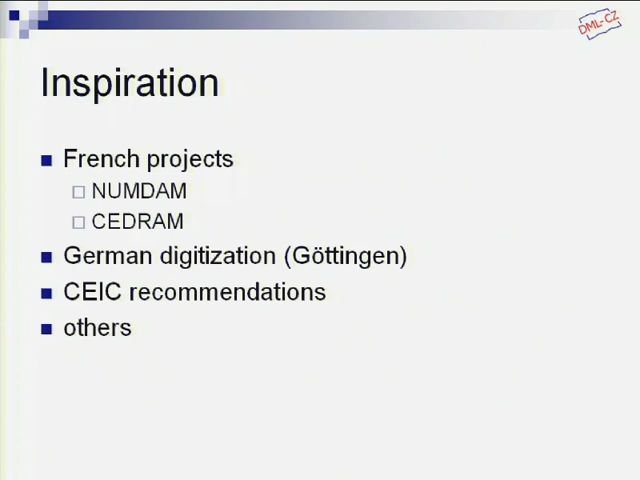 DML-CZ
Inspiration
French projects
NUMDAM
CEDRAM
German digitization (Göttingen)
CEIC recommendations
others